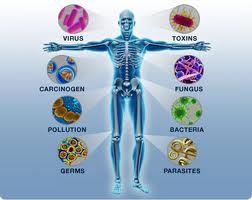 VIRUS
TOXINS
CARCINOGEN
FUNGUS
POLLUTION
BACTERIA
GERMS
PARASITES